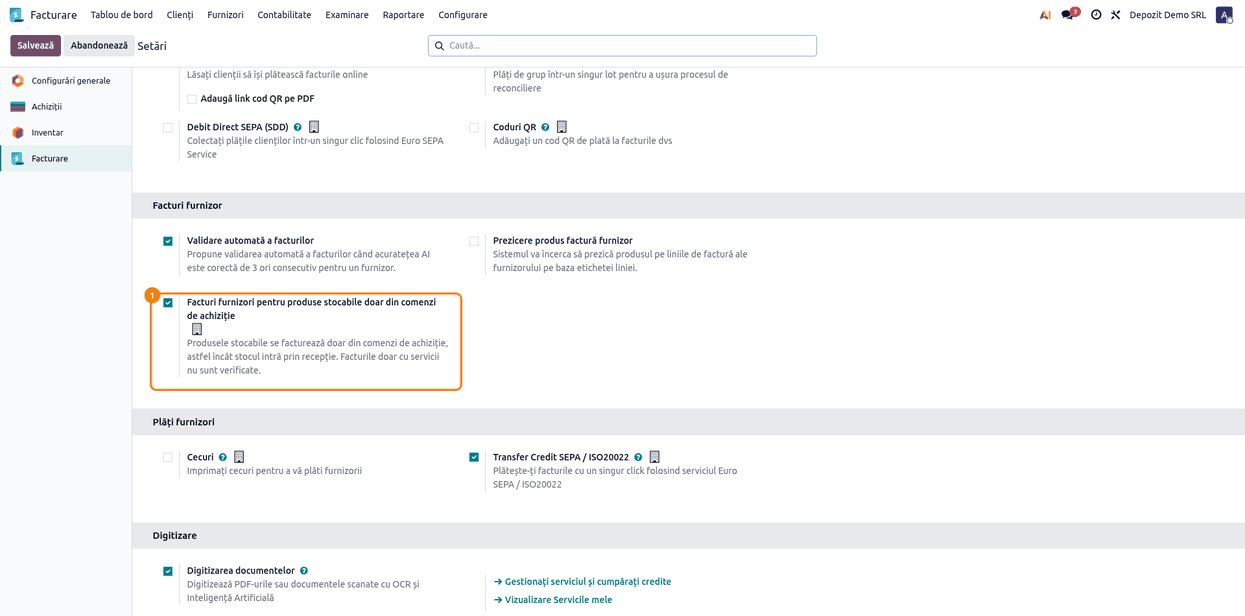 Facturare Tablou de bord Clienți Furnizori Contabilitate Examinare Raportare Configurare
AI 3 Depozit Demo SRL A
Salvează Abandonează Setări
Caută...
Configurări generale
Achiziții
Inventar
Facturare
Lăsați clienții să își plătească facturile online
Adaugă link cod QR pe PDF
Plăți de grup într-un singur lot pentru a ușura procesul de
reconciliere
Debit Direct SEPA (SDD) ?
Colectați plățile clienților într-un singur clic folosind Euro SEPA
Service
Coduri QR ?
Adăugați un cod QR de plată la facturile dvs
Facturi furnizor
Validare automată a facturilor
Propune validarea automată a facturilor când acuratețea AI
este corectă de 3 ori consecutiv pentru un furnizor.
Prezicere produs factură furnizor
Sistemul va încerca să prezică produsul pe liniile de factură ale
furnizorului pe baza etichetei liniei.
1
Facturi furnizori pentru produse stocabile doar din comenzi
de achiziție
Produsele stocabile se facturează doar din comenzi de achiziție,
astfel încât stocul intră prin recepție. Facturile doar cu servicii
nu sunt verificate.
Plăți furnizori
Cecuri ?
Imprimați cecuri pentru a vă plăti furnizorii
Transfer Credit SEPA / ISO20022 ?
Plătește-ți facturile cu un singur click folosind serviciul Euro
SEPA / ISO20022
Digitizare
Digitizarea documentelor ?
Digitizează PDF-urile sau documentele scanate cu OCR și
Inteligență Artificială
→ Gestionați serviciul și cumpărați credite
→ Vizualizare Serviciile mele